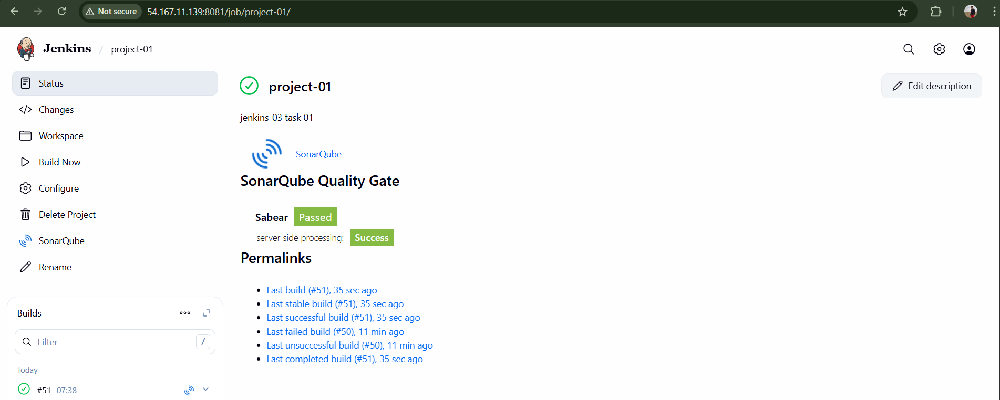 Not secure 54.167.11.139:8081/job/project-01/
Jenkins / project-01
Status
Changes
Workspace
Build Now
Configure
Delete Project
SonarQube
Rename
Builds
Filter /
Today
#51 07:38
project-01
Edit description
jenkins-03 task 01
SonarQube
SonarQube Quality Gate
Sabear Passed
server-side processing: Success
Permalinks
Last build (#51), 35 sec ago
Last stable build (#51), 35 sec ago
Last successful build (#51), 35 sec ago
Last failed build (#50), 11 min ago
Last unsuccessful build (#50), 11 min ago
Last completed build (#51), 35 sec ago